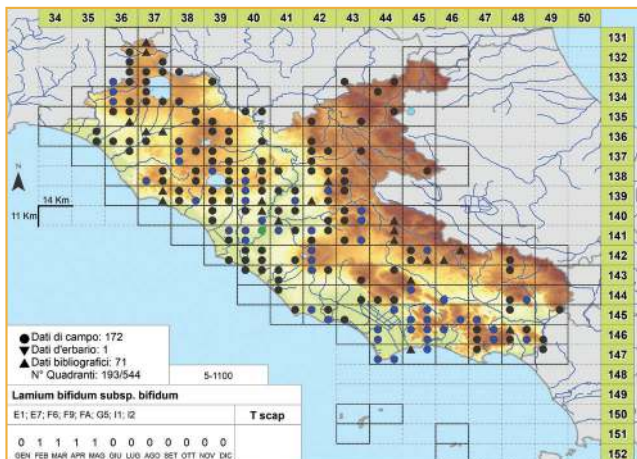 34 35 36 37 38 39 40 41 42 43 44 45 46 47 48 49 50
131
132
133
134
135
136
137
138
139
140
141
142
143
144
145
146
147
148
149
150
151
152
N
14 Km
11 Km
Dati di campo: 172
Dati d'erbario: 1
Dati bibliografici: 71
N° Quadranti: 193/544
5-1100
Lamium bifidum subsp. bifidum
E1; E7; F6; F9; FA; G5; I1; I2
T scap
0 1 1 1 1 0 0 0 0 0 0 0
GEN FEB MAR APR MAG GIU LUG AGO SET OTT NOV DIC